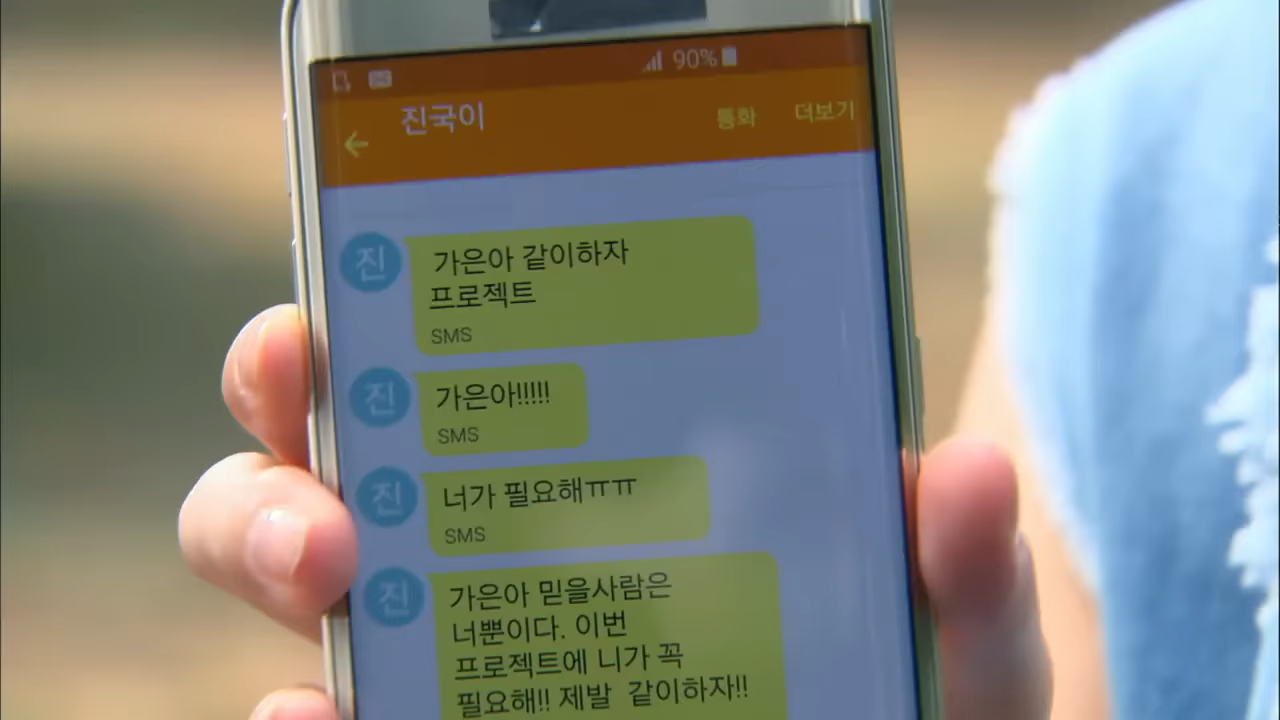 90%
진국이
통화 더보기
진
가은아 같이하자
프로젝트
SMS
진
가은아!!!!!
SMS
진
너가 필요해ㅠㅠ
SMS
진
가은아 믿을사람은
너뿐이다. 이번
프로젝트에 니가 꼭
필요해!! 제발 같이하자!!